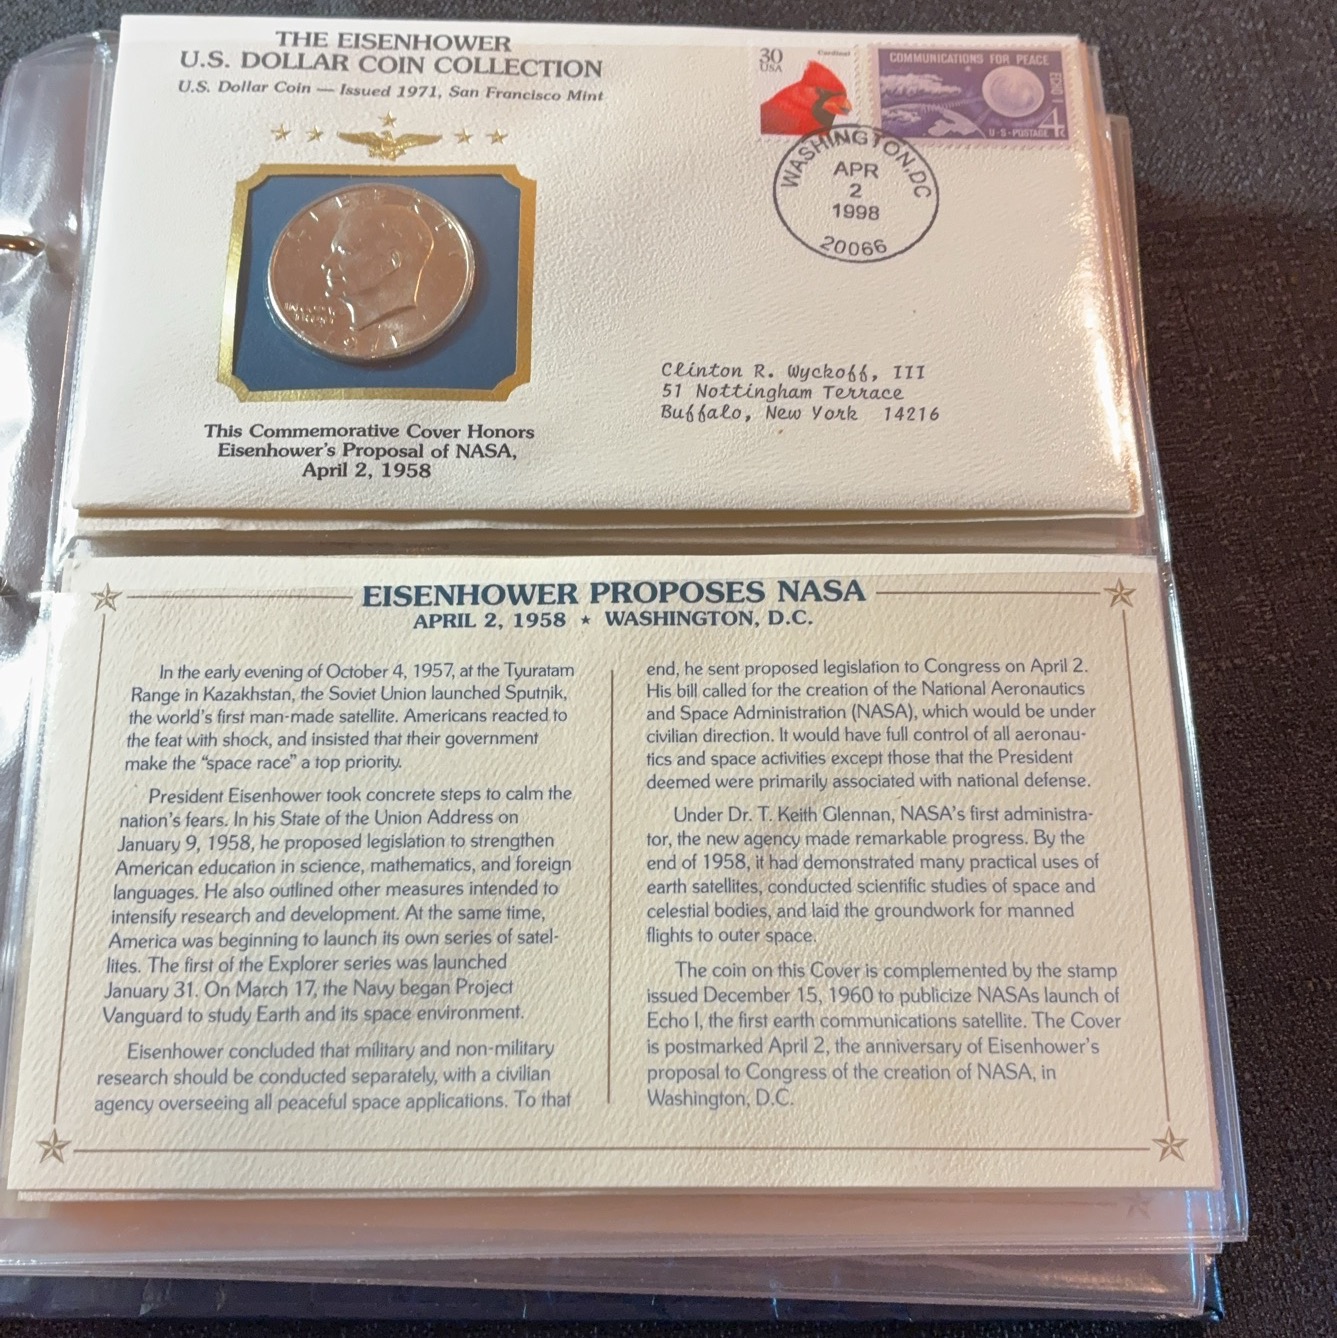 THE EISENHOWER
U.S. DOLLAR COIN COLLECTION
U.S. Dollar Coin — Issued 1971, San Francisco Mint
30
USA
Cardinal
COMMUNICATIONS FOR PEACE
ECHO I
U·S·POSTAGE 4¢
WASHINGTON, DC
APR
2
1998
20066
Clinton R. Wyckoff, III
51 Nottingham Terrace
Buffalo, New York 14216
This Commemorative Cover Honors
Eisenhower's Proposal of NASA,
April 2, 1958
EISENHOWER PROPOSES NASA
APRIL 2, 1958 ★ WASHINGTON, D.C.
In the early evening of October 4, 1957, at the Tyuratam
Range in Kazakhstan, the Soviet Union launched Sputnik,
the world's first man-made satellite. Americans reacted to
the feat with shock, and insisted that their government
make the "space race" a top priority.
President Eisenhower took concrete steps to calm the
nation's fears. In his State of the Union Address on
January 9, 1958, he proposed legislation to strengthen
American education in science, mathematics, and foreign
languages. He also outlined other measures intended to
intensify research and development. At the same time,
America was beginning to launch its own series of satel-
lites. The first of the Explorer series was launched
January 31. On March 17, the Navy began Project
Vanguard to study Earth and its space environment.
Eisenhower concluded that military and non-military
research should be conducted separately, with a civilian
agency overseeing all peaceful space applications. To that
end, he sent proposed legislation to Congress on April 2.
His bill called for the creation of the National Aeronautics
and Space Administration (NASA), which would be under
civilian direction. It would have full control of all aeronau-
tics and space activities except those that the President
deemed were primarily associated with national defense.
Under Dr. T. Keith Glennan, NASA's first administra-
tor, the new agency made remarkable progress. By the
end of 1958, it had demonstrated many practical uses of
earth satellites, conducted scientific studies of space and
celestial bodies, and laid the groundwork for manned
flights to outer space.
The coin on this Cover is complemented by the stamp
issued December 15, 1960 to publicize NASAs launch of
Echo I, the first earth communications satellite. The Cover
is postmarked April 2, the anniversary of Eisenhower's
proposal to Congress of the creation of NASA, in
Washington, D.C.